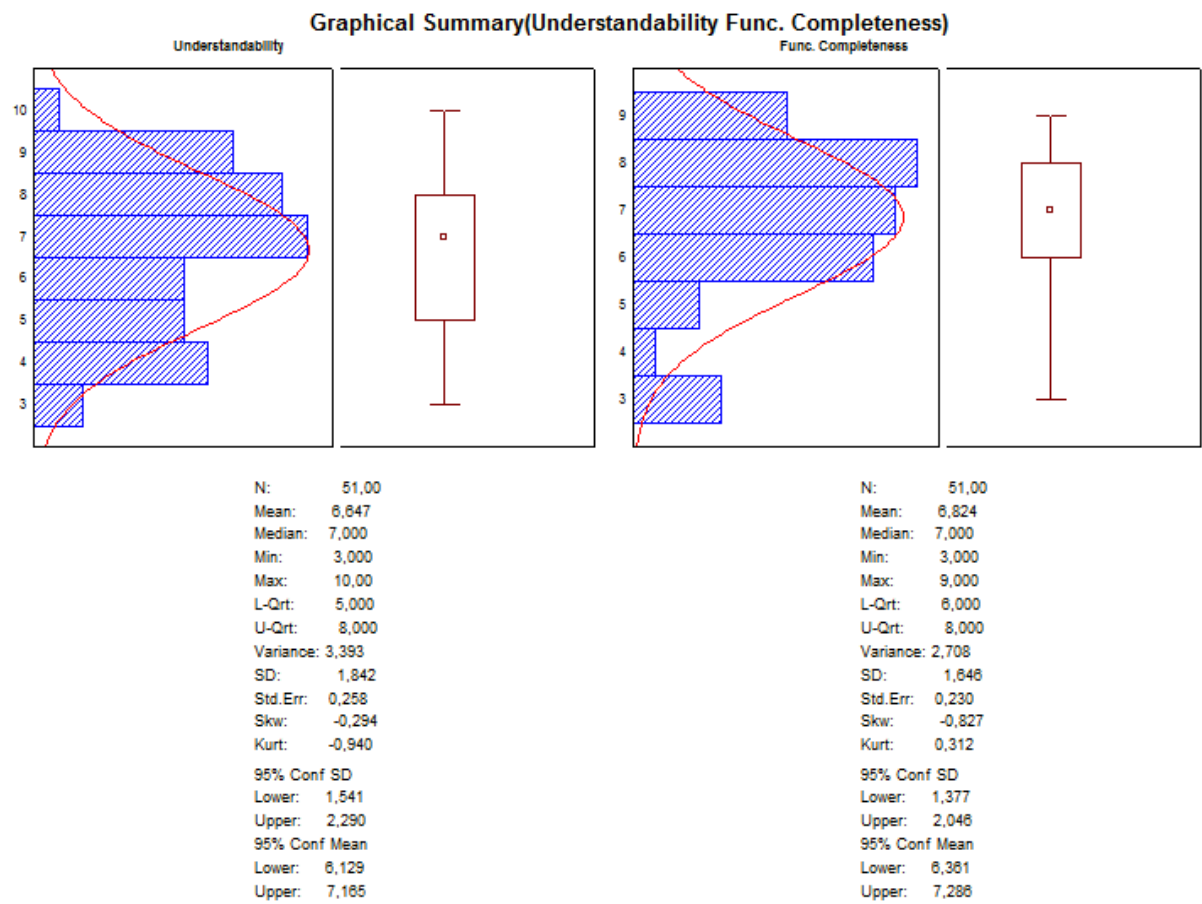 Graphical Summary(Understandability Func. Completeness)
Understandability
10
9
8
7
6
5
4
3
N: 51,00
Mean: 6,647
Median: 7,000
Min: 3,000
Max: 10,00
L-Qrt: 5,000
U-Qrt: 8,000
Variance: 3,393
SD: 1,842
Std.Err: 0,258
Skw: -0,294
Kurt: -0,940
95% Conf SD
Lower: 1,541
Upper: 2,290
95% Conf Mean
Lower: 6,129
Upper: 7,165
Func. Completeness
9
8
7
6
5
4
3
N: 51,00
Mean: 6,824
Median: 7,000
Min: 3,000
Max: 9,000
L-Qrt: 6,000
U-Qrt: 8,000
Variance: 2,708
SD: 1,646
Std.Err: 0,230
Skw: -0,827
Kurt: 0,312
95% Conf SD
Lower: 1,377
Upper: 2,046
95% Conf Mean
Lower: 6,361
Upper: 7,286